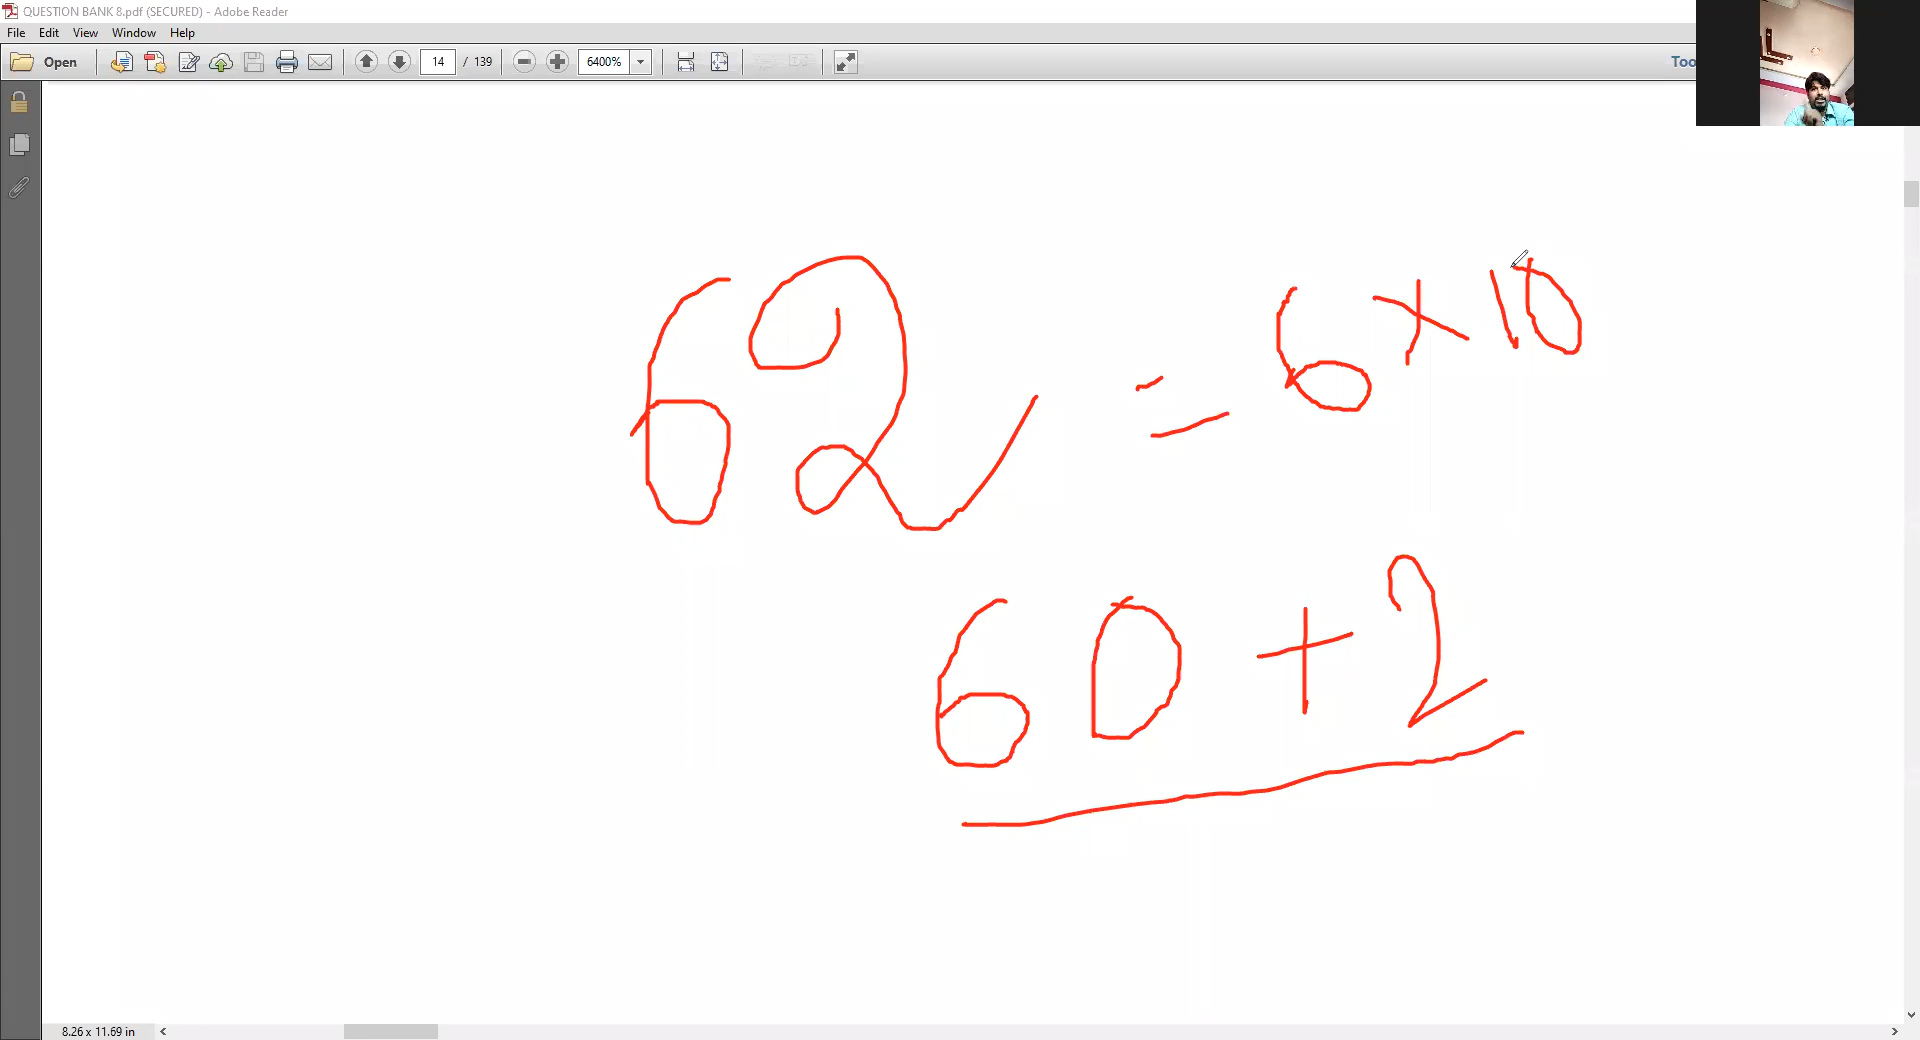 QUESTION BANK 8.pdf (SECURED) - Adobe Reader
File Edit View Window Help
Open 14 / 139 6400% Too
62 = 6 x 10
60 + 2
8.26 x 11.69 in